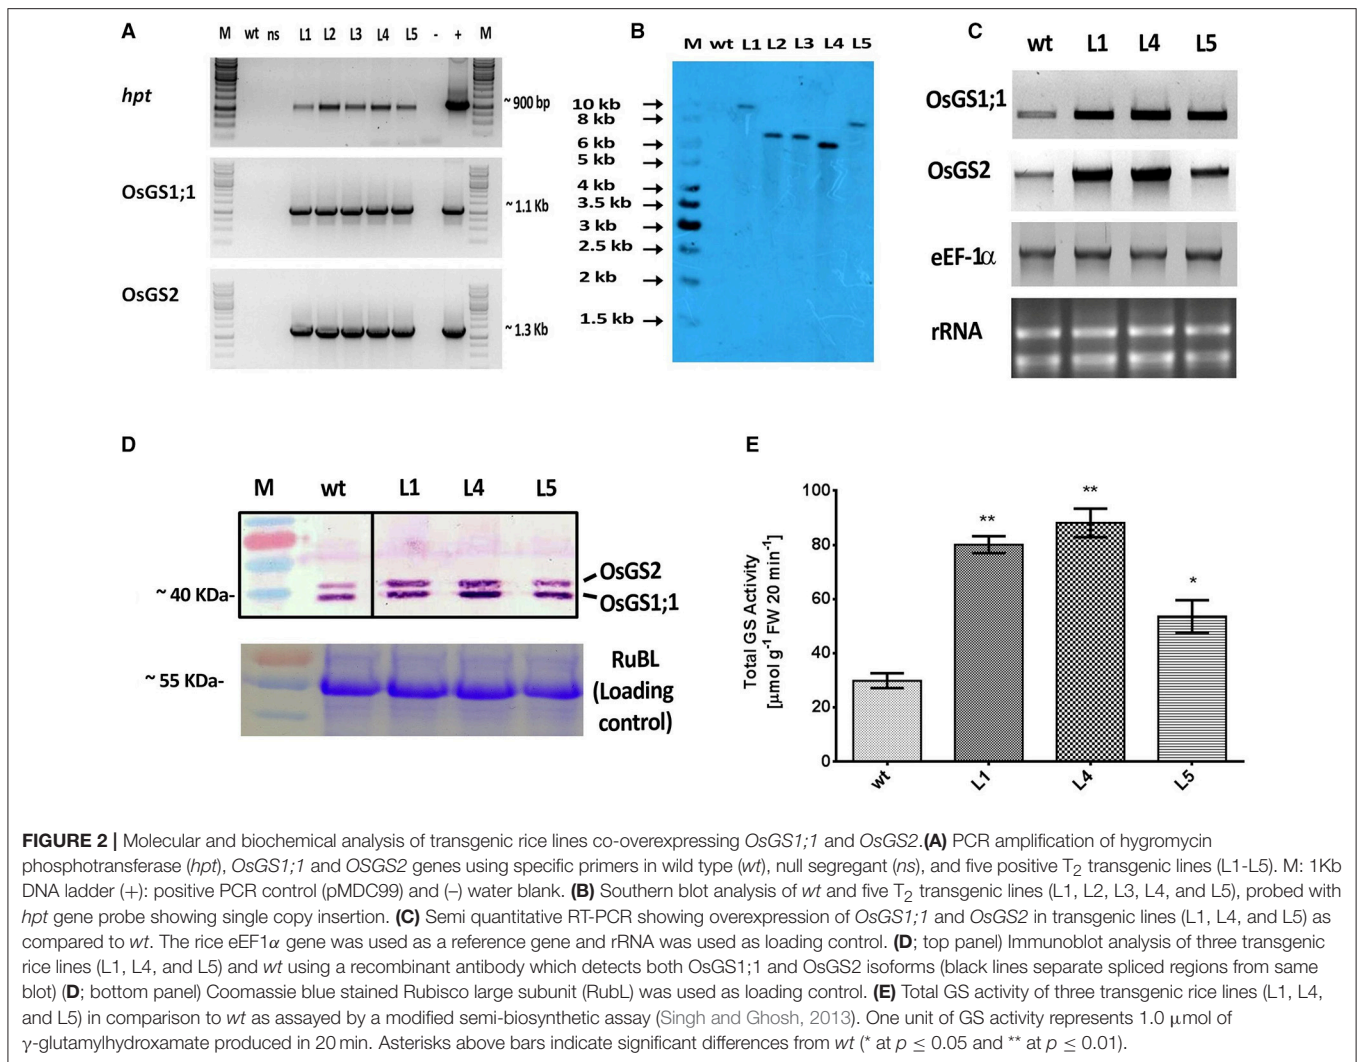 A
M wt ns L1 L2 L3 L4 L5 - + M
hpt
~ 900 bp
OsGS1;1
~ 1.1 Kb
OsGS2
~ 1.3 Kb
B
M wt L1 L2 L3 L4 L5
10 kb
8 kb
6 kb
5 kb
4 kb
3.5 kb
3 kb
2.5 kb
2 kb
1.5 kb
C
wt L1 L4 L5
OsGS1;1
OsGS2
eEF-1α
rRNA
D
M wt L1 L4 L5
~ 40 KDa-
OsGS2
OsGS1;1
~ 55 KDa-
RuBL
(Loading
control)
E
Total GS Activity
[μmol g⁻¹ FW 20 min⁻¹]
100
80
60
40
20
0
** ** *
wt L1 L4 L5
FIGURE 2 | Molecular and biochemical analysis of transgenic rice lines co-overexpressing OsGS1;1 and OsGS2.(A) PCR amplification of hygromycin
phosphotransferase (hpt), OsGS1;1 and OSGS2 genes using specific primers in wild type (wt), null segregant (ns), and five positive T₂ transgenic lines (L1-L5). M: 1Kb
DNA ladder (+): positive PCR control (pMDC99) and (–) water blank. (B) Southern blot analysis of wt and five T₂ transgenic lines (L1, L2, L3, L4, and L5), probed with
hpt gene probe showing single copy insertion. (C) Semi quantitative RT-PCR showing overexpression of OsGS1;1 and OsGS2 in transgenic lines (L1, L4, and L5) as
compared to wt. The rice eEF1α gene was used as a reference gene and rRNA was used as loading control. (D; top panel) Immunoblot analysis of three transgenic
rice lines (L1, L4, and L5) and wt using a recombinant antibody which detects both OsGS1;1 and OsGS2 isoforms (black lines separate spliced regions from same
blot) (D; bottom panel) Coomassie blue stained Rubisco large subunit (RubL) was used as loading control. (E) Total GS activity of three transgenic rice lines (L1, L4,
and L5) in comparison to wt as assayed by a modified semi-biosynthetic assay (Singh and Ghosh, 2013). One unit of GS activity represents 1.0 μmol of
γ-glutamylhydroxamate produced in 20 min. Asterisks above bars indicate significant differences from wt (* at p ≤ 0.05 and ** at p ≤ 0.01).